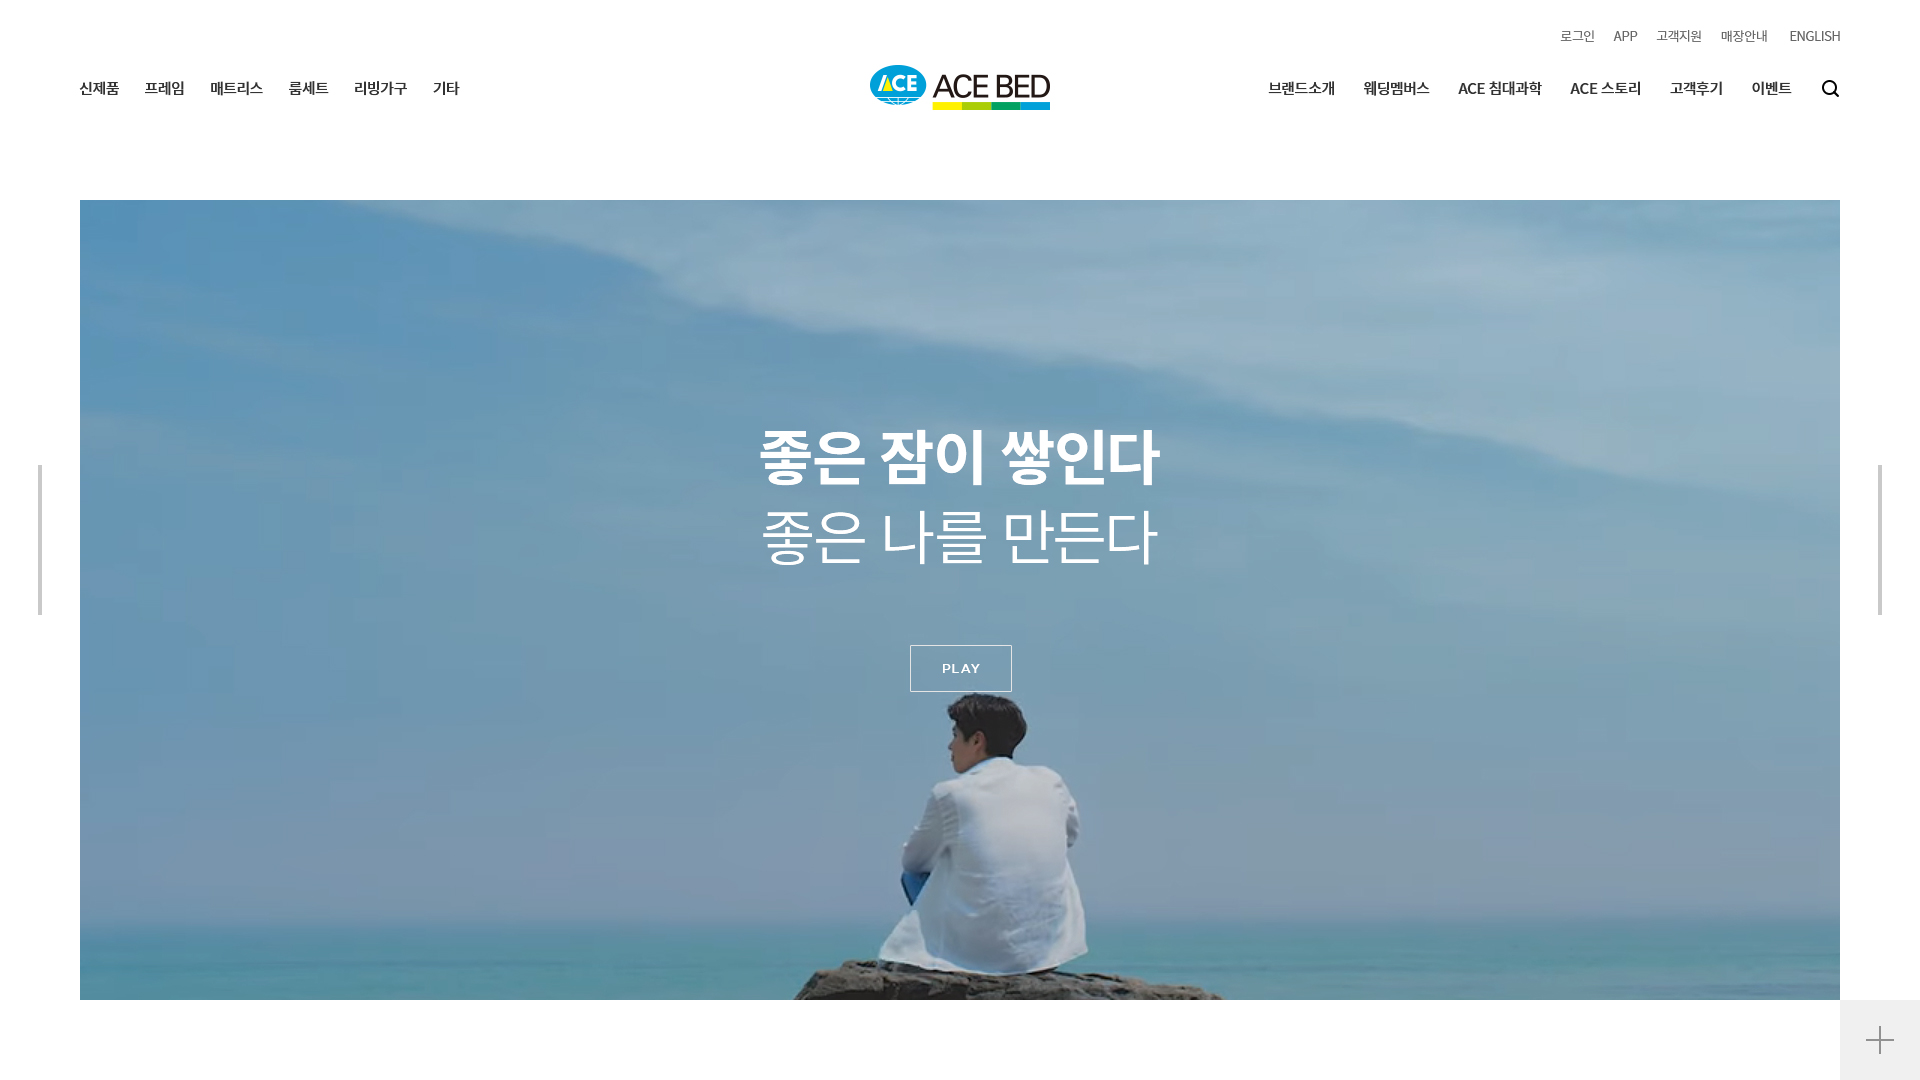 로그인 APP 고객지원 매장안내 ENGLISH
신제품 프레임 매트리스 룸세트 리빙가구 기타
ACE ACE BED
브랜드소개 웨딩멤버스 ACE 침대과학 ACE 스토리 고객후기 이벤트
좋은 잠이 쌓인다
좋은 나를 만든다
PLAY